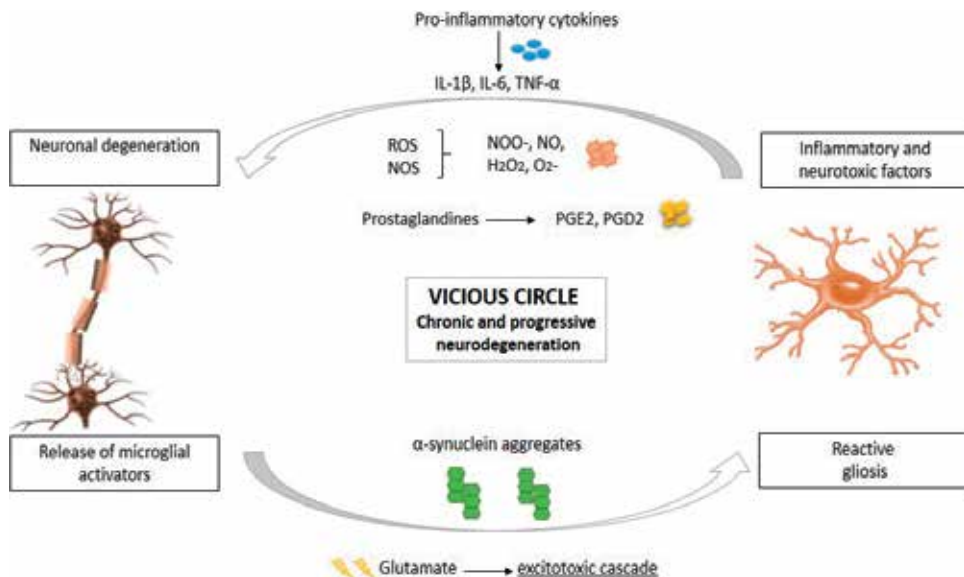 Pro-inflammatory cytokines
IL-1β, IL-6, TNF-α
Neuronal degeneration
ROS
NOS
NOO-, NO,
H2O2, O2-
Inflammatory and
neurotoxic factors
Prostaglandines
PGE2, PGD2
VICIOUS CIRCLE
Chronic and progressive
neurodegeneration
Release of microglial
activators
α-synuclein aggregates
Reactive
gliosis
Glutamate
excitotoxic cascade